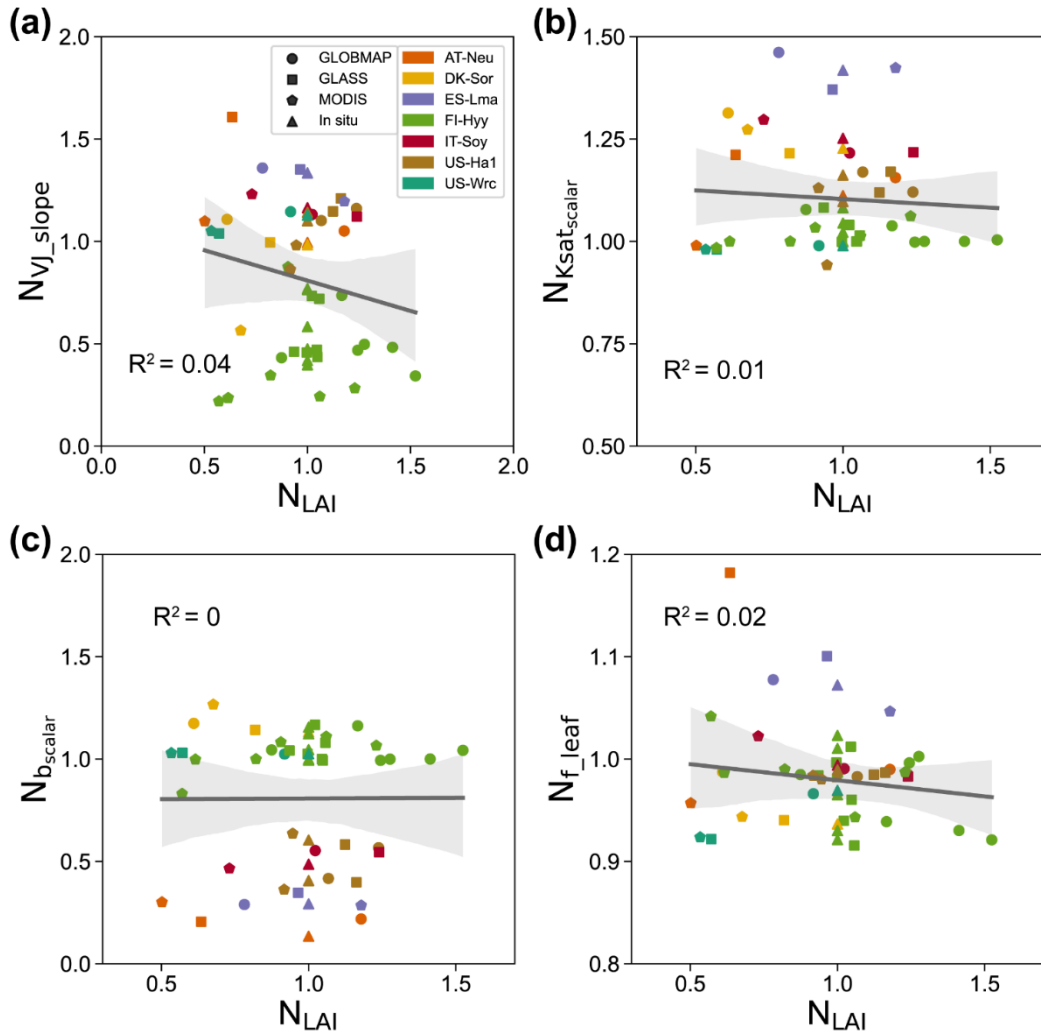 (a)
2.0
1.5
1.0
0.5
0.0
N_VJ_slope
GLOBMAP
GLASS
MODIS
In situ
AT-Neu
DK-Sor
ES-Lma
FI-Hyy
IT-Soy
US-Ha1
US-Wrc
R² = 0.04
0.0 0.5 1.0 1.5 2.0
N_LAI
(b)
1.50
1.25
1.00
0.75
0.50
N_Ksat_scalar
R² = 0.01
0.5 1.0 1.5
N_LAI
(c)
2.0
1.5
1.0
0.5
0.0
N_b_scalar
R² = 0
0.5 1.0 1.5
N_LAI
(d)
1.2
1.1
1.0
0.9
0.8
N_f_leaf
R² = 0.02
0.5 1.0 1.5
N_LAI